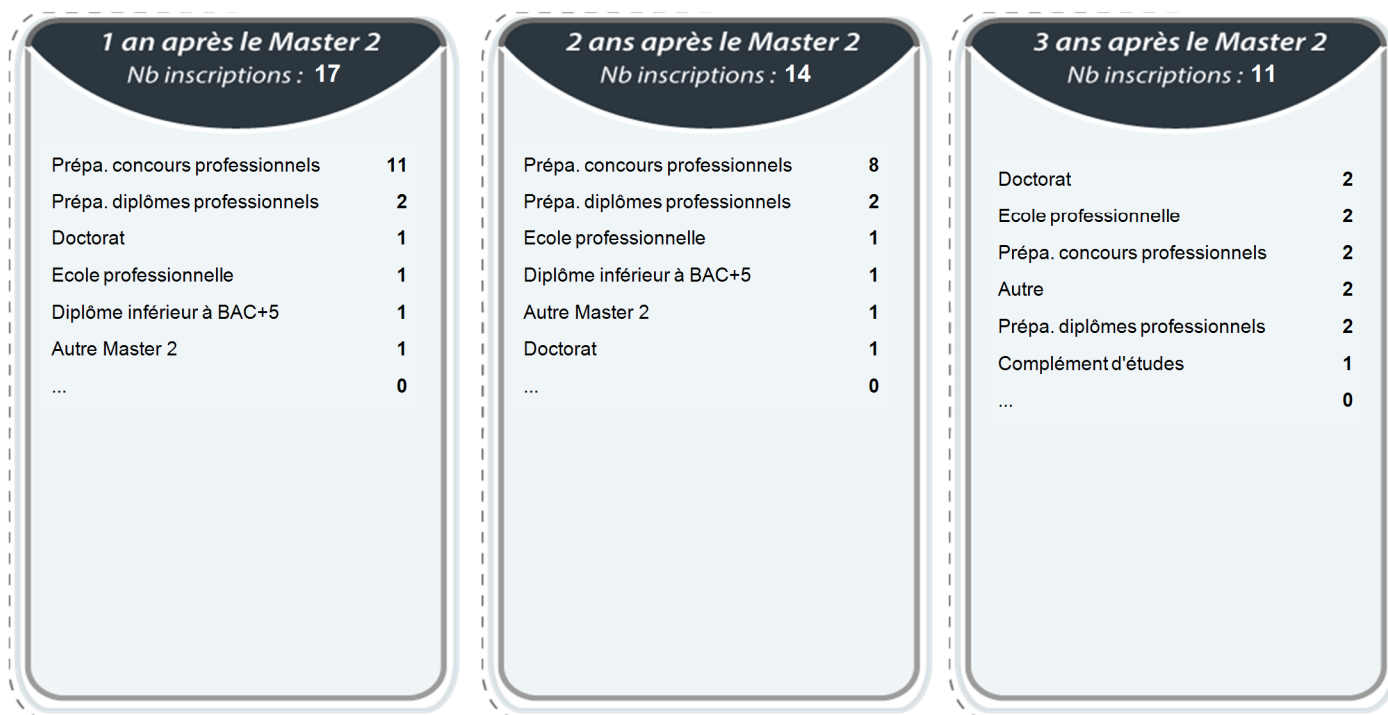 1 an après le Master 2
Nb inscriptions : 17
Prépa. concours professionnels 11
Prépa. diplômes professionnels 2
Doctorat 1
Ecole professionnelle 1
Diplôme inférieur à BAC+5 1
Autre Master 2 1
... 0
2 ans après le Master 2
Nb inscriptions : 14
Prépa. concours professionnels 8
Prépa. diplômes professionnels 2
Ecole professionnelle 1
Diplôme inférieur à BAC+5 1
Autre Master 2 1
Doctorat 1
... 0
3 ans après le Master 2
Nb inscriptions : 11
Doctorat 2
Ecole professionnelle 2
Prépa. concours professionnels 2
Autre 2
Prépa. diplômes professionnels 2
Complément d'études 1
... 0